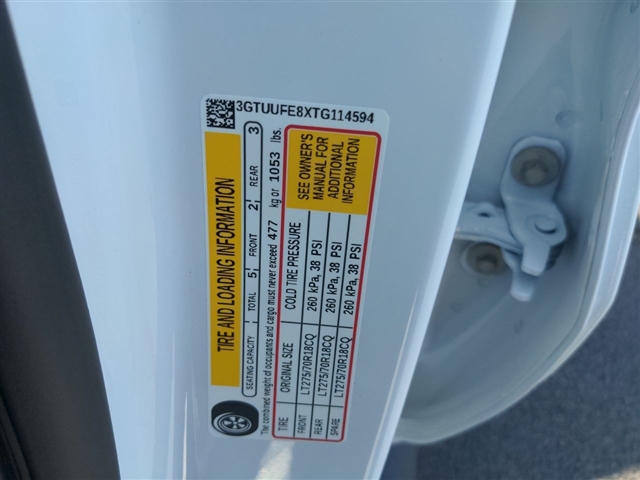 3GTUUFE8XTG114594
TIRE AND LOADING INFORMATION
SEATING CAPACITY TOTAL 5 FRONT 2 REAR 3
The combined weight of occupants and cargo must never exceed 477 kg or 1053 lbs.
TIRE ORIGINAL SIZE COLD TIRE PRESSURE
FRONT LT275/70R18CQ 260 kPa, 38 PSI
REAR LT275/70R18CQ 260 kPa, 38 PSI
SPARE LT275/70R18CQ 260 kPa, 38 PSI
SEE OWNER'S
MANUAL FOR
ADDITIONAL
INFORMATION